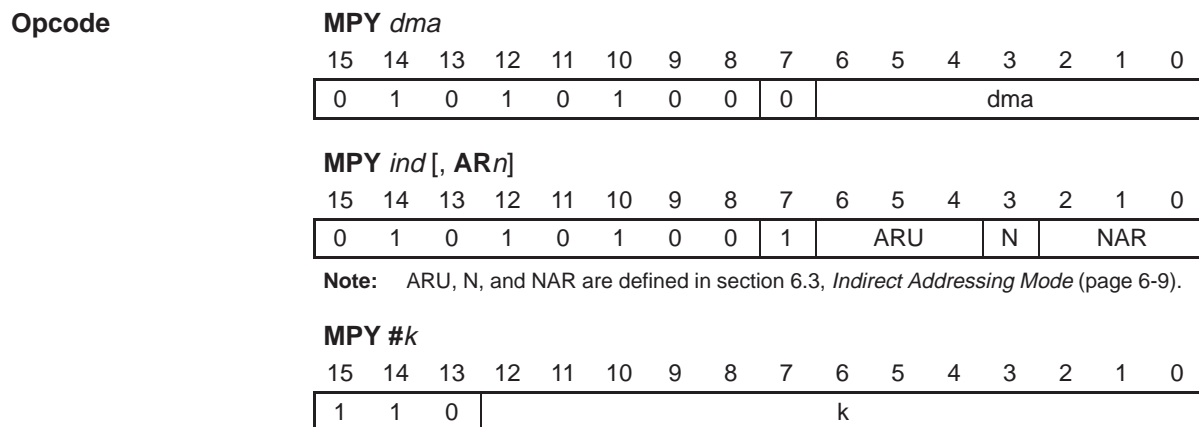 Opcode MPY dma
15 14 13 12 11 10 9 8 7 6 5 4 3 2 1 0
0 1 0 1 0 1 0 0 0 dma
MPY ind [, ARn]
15 14 13 12 11 10 9 8 7 6 5 4 3 2 1 0
0 1 0 1 0 1 0 0 1 ARU N NAR
Note: ARU, N, and NAR are defined in section 6.3, Indirect Addressing Mode (page 6-9).
MPY #k
15 14 13 12 11 10 9 8 7 6 5 4 3 2 1 0
1 1 0 k